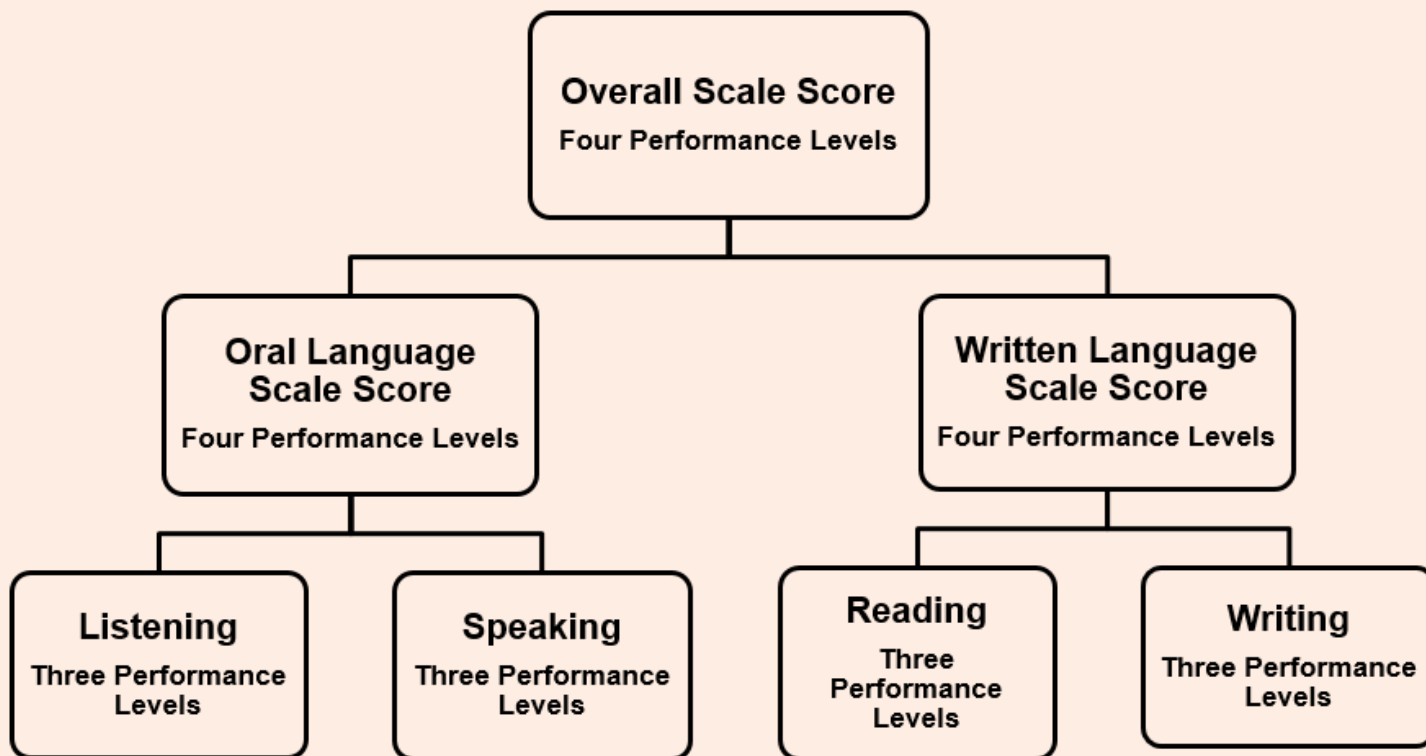 Overall Scale Score
Four Performance Levels
Oral Language
Scale Score
Four Performance Levels
Written Language
Scale Score
Four Performance Levels
Listening
Three Performance
Levels
Speaking
Three Performance
Levels
Reading
Three
Performance
Levels
Writing
Three Performance
Levels